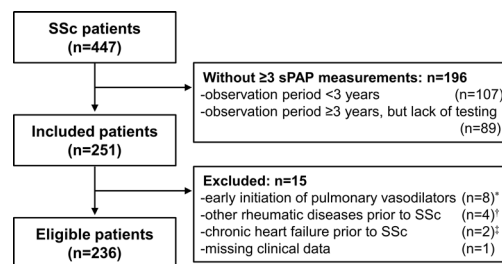 SSc patients
(n=447)
Without ≥3 sPAP measurements: n=196
-observation period <3 years (n=107)
-observation period ≥3 years, but lack of testing
(n=89)
Included patients
(n=251)
Excluded: n=15
-early initiation of pulmonary vasodilators (n=8)*
-other rheumatic diseases prior to SSc (n=4)†
-chronic heart failure prior to SSc (n=2)‡
-missing clinical data (n=1)
Eligible patients
(n=236)